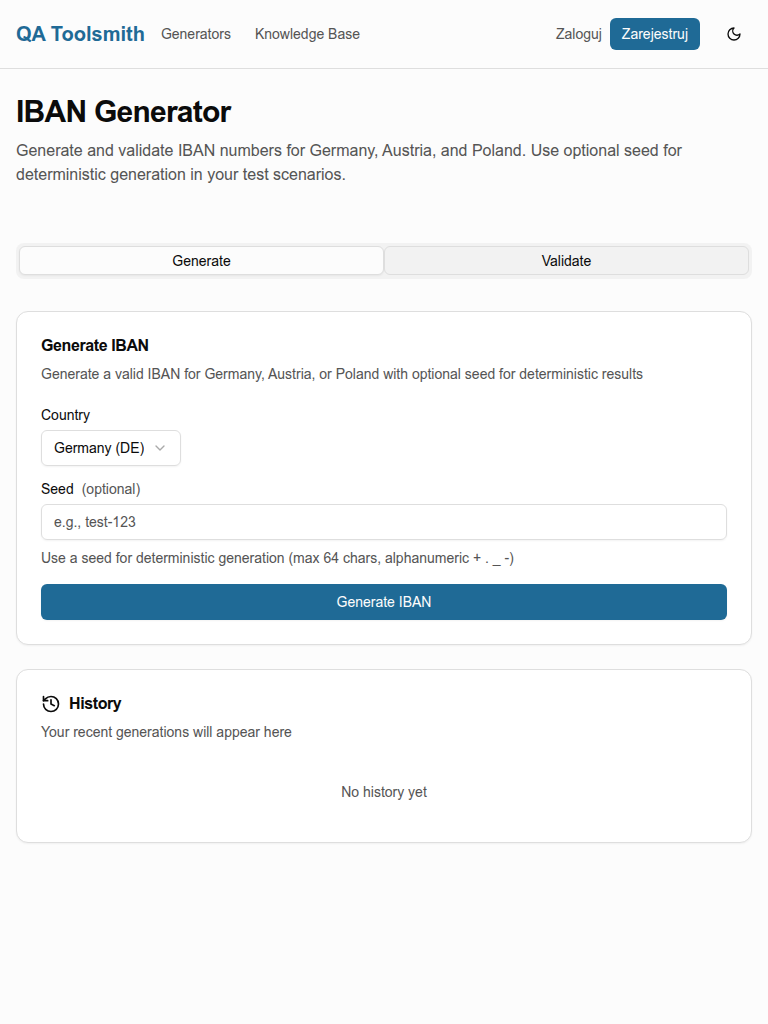 QA Toolsmith Generators Knowledge Base Zaloguj Zarejestruj
IBAN Generator
Generate and validate IBAN numbers for Germany, Austria, and Poland. Use optional seed for
deterministic generation in your test scenarios.
Generate Validate
Generate IBAN
Generate a valid IBAN for Germany, Austria, or Poland with optional seed for deterministic results
Country
Germany (DE)
Seed (optional)
e.g., test-123
Use a seed for deterministic generation (max 64 chars, alphanumeric + . _ -)
Generate IBAN
History
Your recent generations will appear here
No history yet